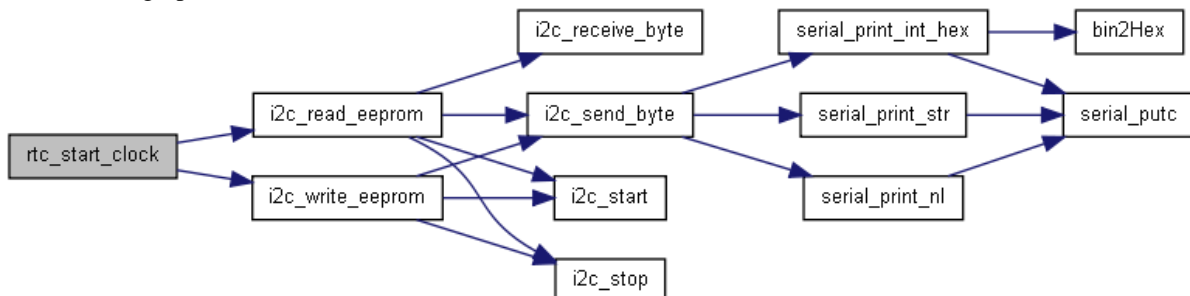 i2c_receive_byte
serial_print_int_hex
bin2Hex
i2c_read_eeprom
i2c_send_byte
serial_print_str
serial_putc
rtc_start_clock
i2c_write_eeprom
i2c_start
serial_print_nl
i2c_stop